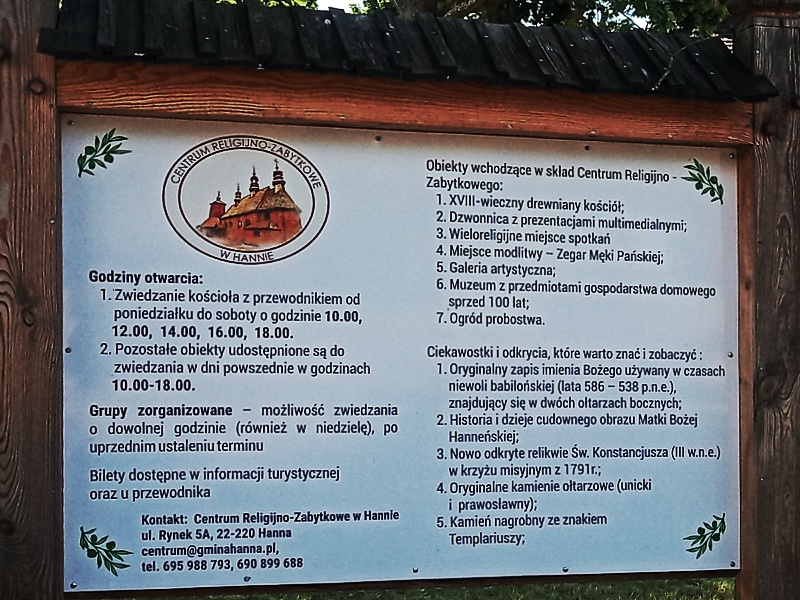 CENTRUM RELIGIJNO-ZABYTKOWE
W HANNIE
Godziny otwarcia:
1. Zwiedzanie kościoła z przewodnikiem od
poniedziałku do soboty o godzinie 10.00,
12.00, 14.00, 16.00, 18.00.
2. Pozostałe obiekty udostępnione są do
zwiedzania w dni powszednie w godzinach
10.00-18.00.
Grupy zorganizowane – możliwość zwiedzania
o dowolnej godzinie (również w niedzielę), po
uprzednim ustaleniu terminu
Bilety dostępne w informacji turystycznej
oraz u przewodnika
Kontakt: Centrum Religijno-Zabytkowe w Hannie
ul. Rynek 5A, 22-220 Hanna
centrum@gminahanna.pl,
tel. 695 988 793, 690 899 688
Obiekty wchodzące w skład Centrum Religijno -
Zabytkowego:
1. XVIII-wieczny drewniany kościół;
2. Dzwonnica z prezentacjami multimedialnymi;
3. Wieloreligijne miejsce spotkań
4. Miejsce modlitwy – Zegar Męki Pańskiej;
5. Galeria artystyczna;
6. Muzeum z przedmiotami gospodarstwa domowego
sprzed 100 lat;
7. Ogród probostwa.
Ciekawostki i odkrycia, które warto znać i zobaczyć :
1. Oryginalny zapis imienia Bożego używany w czasach
niewoli babilońskiej (lata 586 – 538 p.n.e.),
znajdujący się w dwóch ołtarzach bocznych;
2. Historia i dzieje cudownego obrazu Matki Bożej
Hanneńskiej;
3. Nowo odkryte relikwie Św. Konstancjusza (III w.n.e.)
w krzyżu misyjnym z 1791r.;
4. Oryginalne kamienie ołtarzowe (unicki
i prawosławny);
5. Kamień nagrobny ze znakiem
Templariuszy;